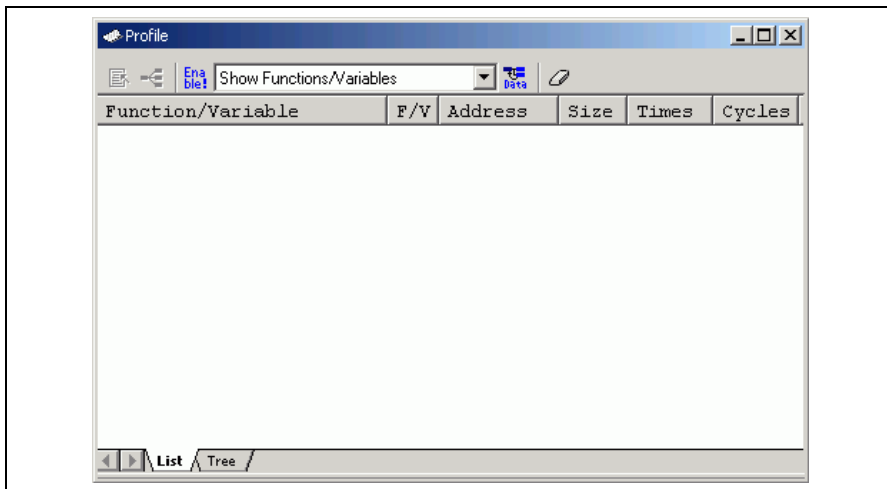 Profile
Ena
ble! Show Functions/Variables Data
Function/Variable F/V Address Size Times Cycles
List Tree